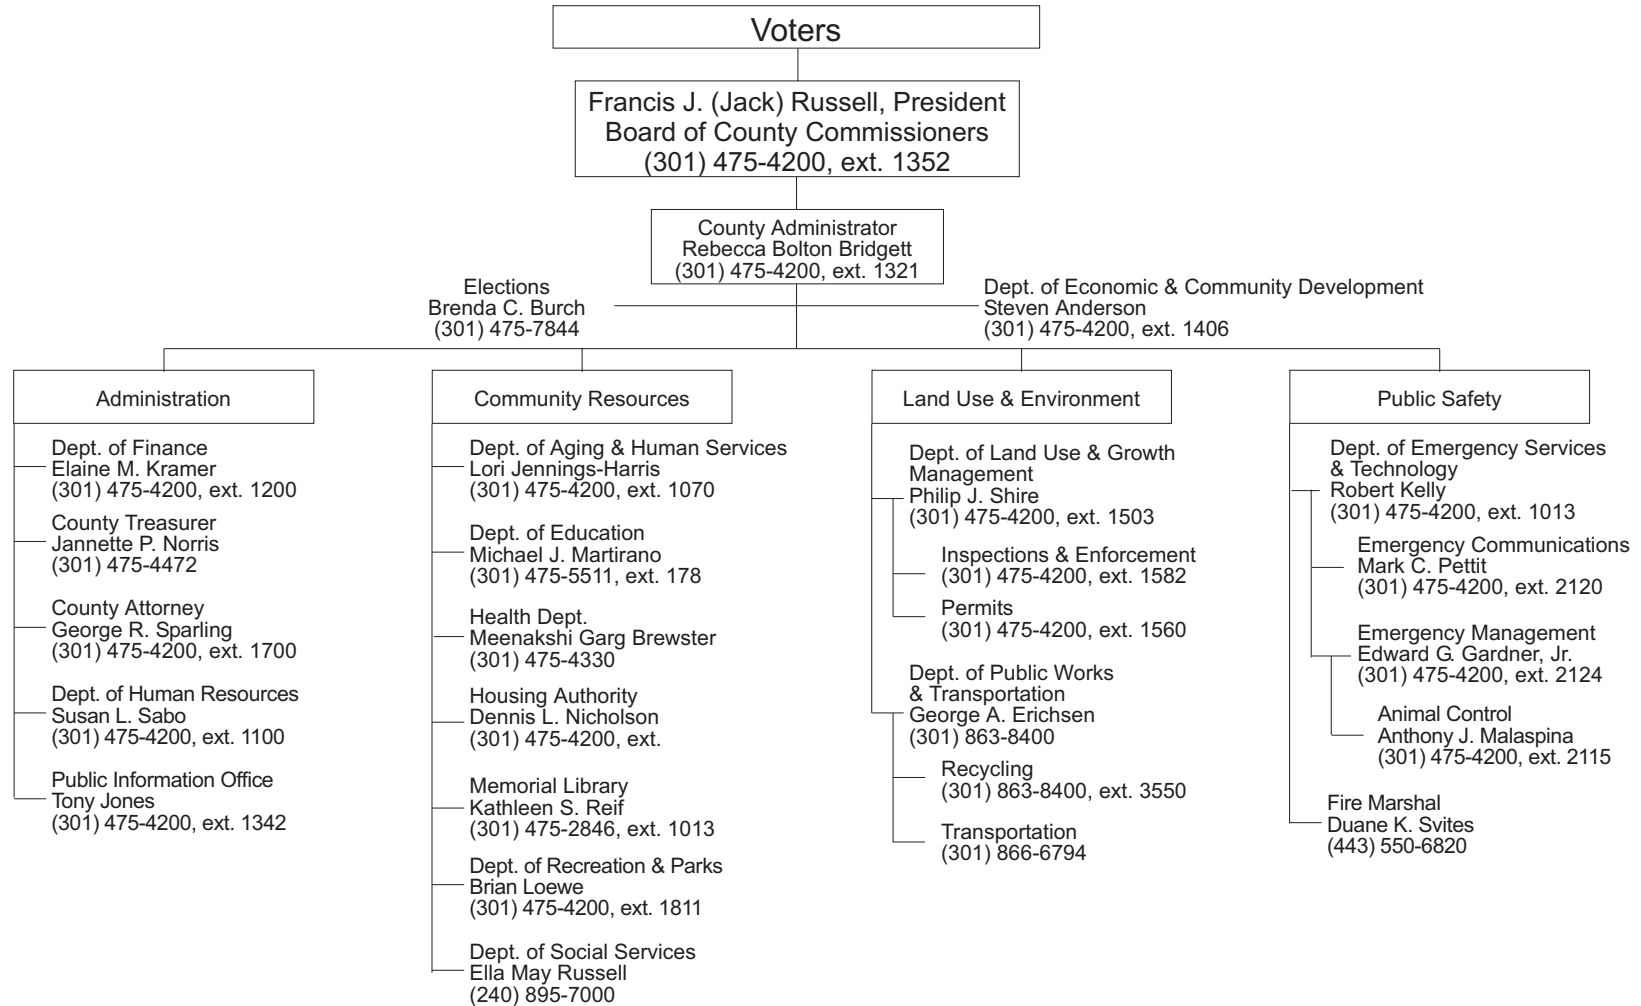 Voters
Francis J. (Jack) Russell, President
Board of County Commissioners
(301) 475-4200, ext. 1352
County Administrator
Rebecca Bolton Bridgett
(301) 475-4200, ext. 1321
Elections
Brenda C. Burch
(301) 475-7844
Dept. of Economic & Community Development
Steven Anderson
(301) 475-4200, ext. 1406
Administration
Dept. of Finance
Elaine M. Kramer
(301) 475-4200, ext. 1200
County Treasurer
Jannette P. Norris
(301) 475-4472
County Attorney
George R. Sparling
(301) 475-4200, ext. 1700
Dept. of Human Resources
Susan L. Sabo
(301) 475-4200, ext. 1100
Public Information Office
Tony Jones
(301) 475-4200, ext. 1342
Community Resources
Dept. of Aging & Human Services
Lori Jennings-Harris
(301) 475-4200, ext. 1070
Dept. of Education
Michael J. Martirano
(301) 475-5511, ext. 178
Health Dept.
Meenakshi Garg Brewster
(301) 475-4330
Housing Authority
Dennis L. Nicholson
(301) 475-4200, ext.
Memorial Library
Kathleen S. Reif
(301) 475-2846, ext. 1013
Dept. of Recreation & Parks
Brian Loewe
(301) 475-4200, ext. 1811
Dept. of Social Services
Ella May Russell
(240) 895-7000
Land Use & Environment
Dept. of Land Use & Growth
Management
Philip J. Shire
(301) 475-4200, ext. 1503
Inspections & Enforcement
(301) 475-4200, ext. 1582
Permits
(301) 475-4200, ext. 1560
Dept. of Public Works
& Transportation
George A. Erichsen
(301) 863-8400
Recycling
(301) 863-8400, ext. 3550
Transportation
(301) 866-6794
Public Safety
Dept. of Emergency Services
& Technology
Robert Kelly
(301) 475-4200, ext. 1013
Emergency Communications
Mark C. Pettit
(301) 475-4200, ext. 2120
Emergency Management
Edward G. Gardner, Jr.
(301) 475-4200, ext. 2124
Animal Control
Anthony J. Malaspina
(301) 475-4200, ext. 2115
Fire Marshal
Duane K. Svites
(443) 550-6820